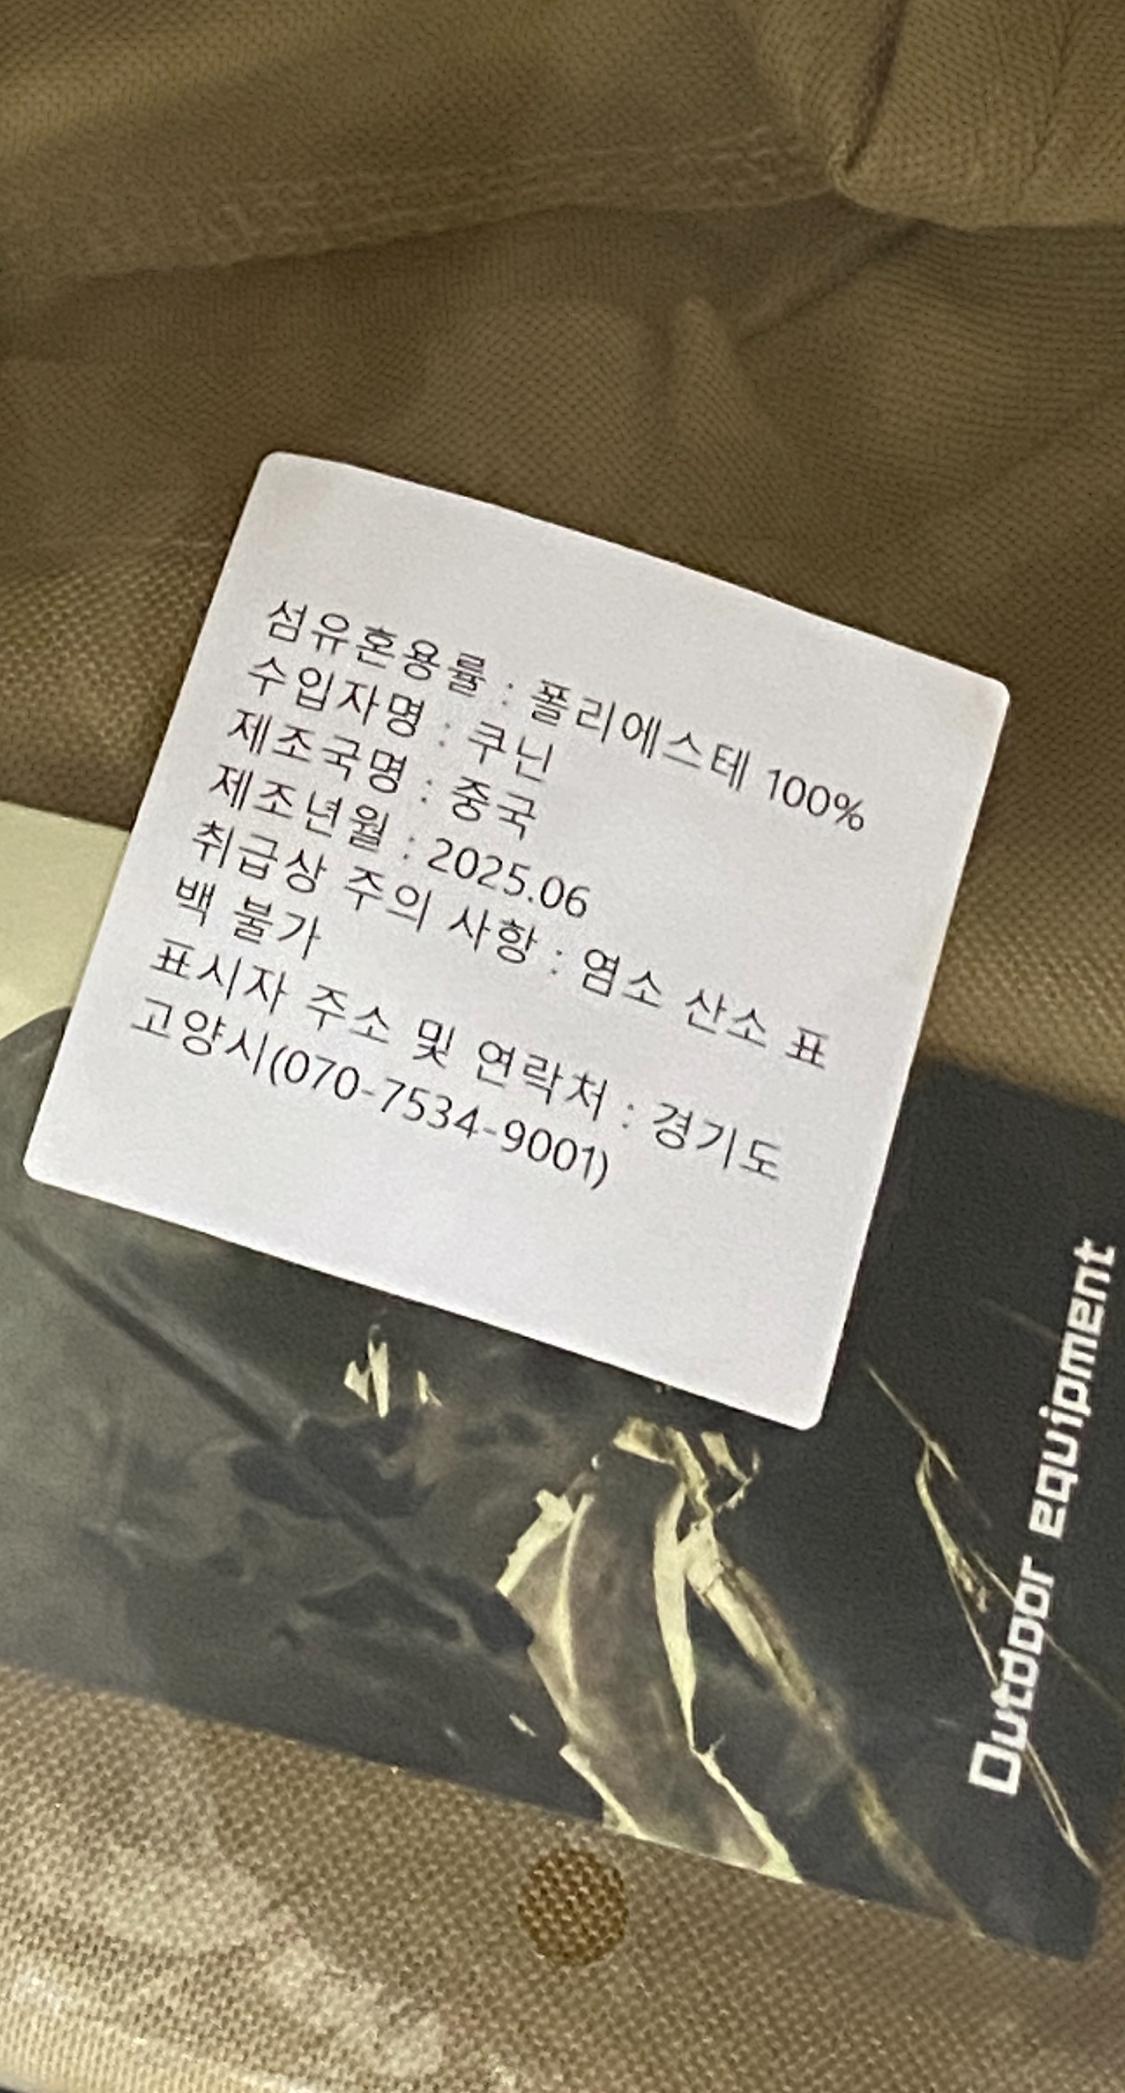 섬유혼용률 : 폴리에스테 100%
수입자명 : 쿠닌
제조국명 : 중국
제조년월 : 2025.06
취급상 주의 사항 : 염소 산소 표
백 불가
표시자 주소 및 연락처 : 경기도
고양시(070-7534-9001)
Outdoor equipment